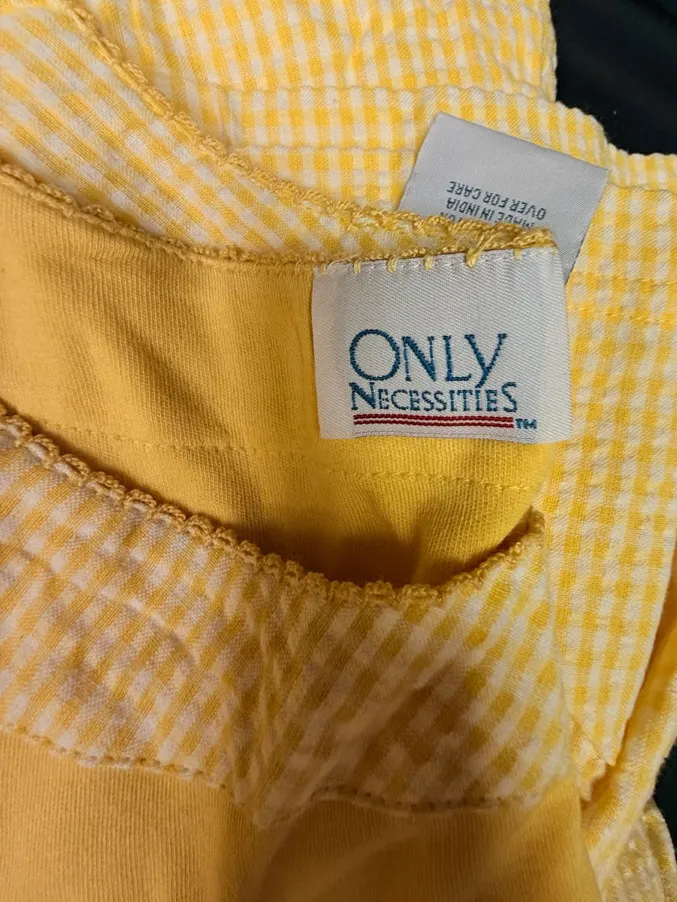 ONLY
NECESSITIES
TM
MADE IN INDIA
OVER FOR CARE